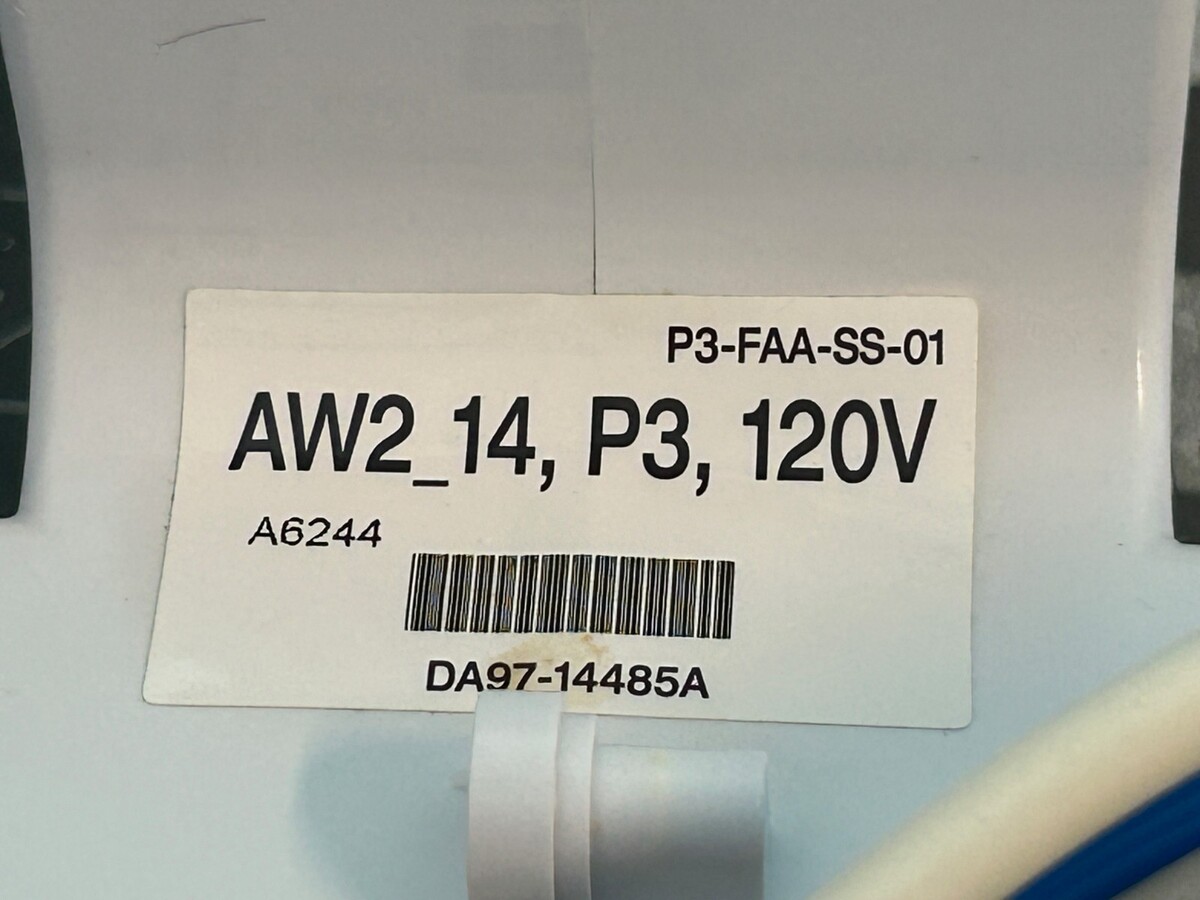 P3-FAA-SS-01
AW2_14, P3, 120V
A6244
DA97-14485A